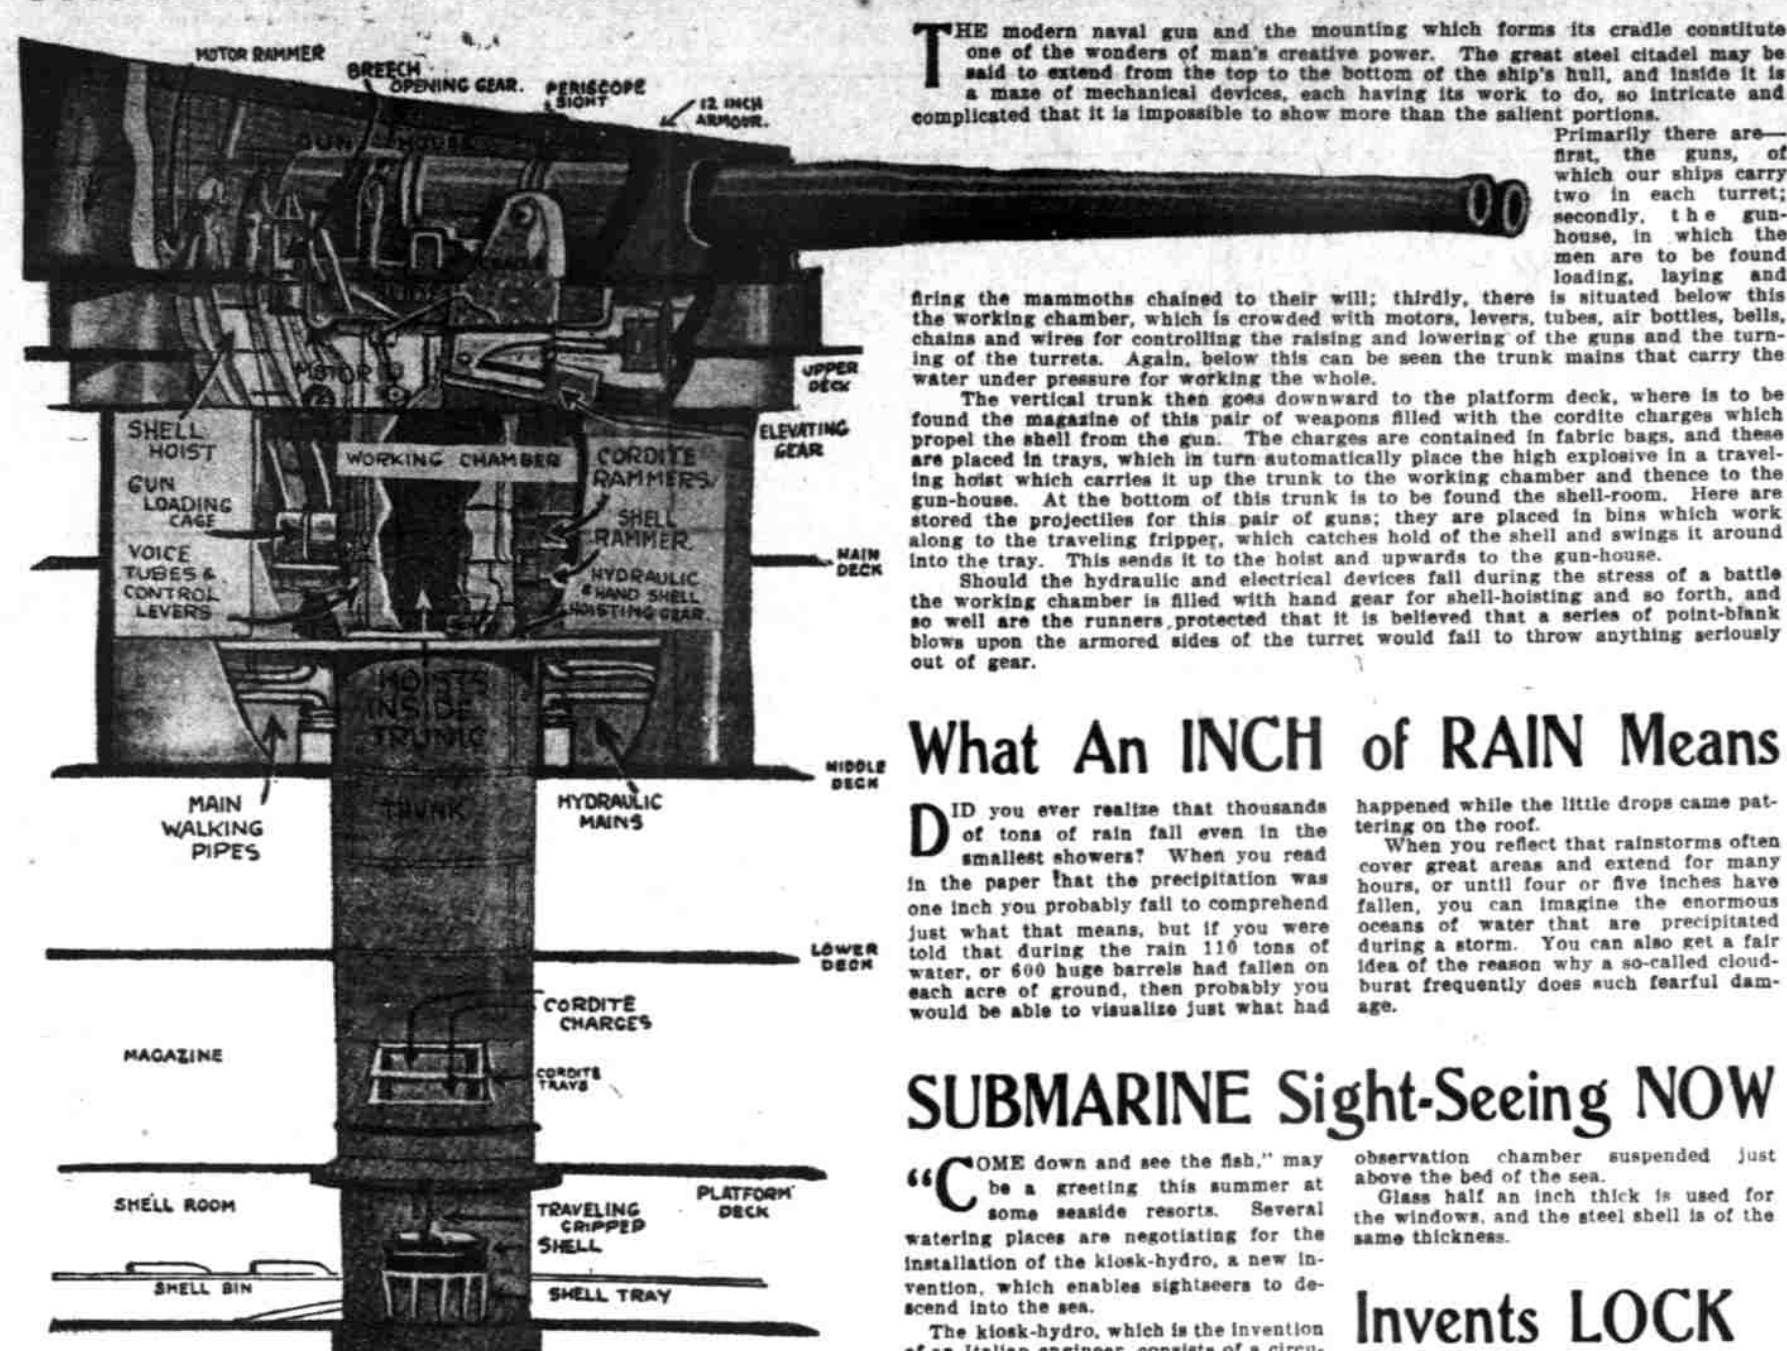 MOTOR RAMMER
BREECH
OPENING GEAR.
PERISCOPE
SIGHT
12 INCH
ARMOUR.
GUN HOUSE
MOTOR
UPPER
DECK
SHELL
HOIST
ELEVATING
GEAR
WORKING CHAMBER
CORDITE
RAMMERS
GUN
LOADING
CAGE
SHELL
RAMMER
VOICE
TUBES &
CONTROL
LEVERS
MAIN
DECK
HYDRAULIC
& HAND SHELL
HOISTING GEAR
HOISTS
INSIDE
TRUNK
MIDDLE
DECK
MAIN
WALKING
PIPES
TRUNK
HYDRAULIC
MAINS
LOWER
DECK
CORDITE
CHARGES
MAGAZINE
CORDITE
TRAYS
SHELL ROOM
PLATFORM
DECK
TRAVELING
GRIPPED
SHELL
SHELL BIN
SHELL TRAY
THE modern naval gun and the mounting which forms its cradle constitute
one of the wonders of man's creative power. The great steel citadel may be
said to extend from the top to the bottom of the ship's hull, and inside it is
a maze of mechanical devices, each having its work to do, so intricate and
complicated that it is impossible to show more than the salient portions.
Primarily there are—
first, the guns, of
which our ships carry
two in each turret;
secondly, the gun-
house, in which the
men are to be found
loading, laying and
firing the mammoths chained to their will; thirdly, there is situated below this
the working chamber, which is crowded with motors, levers, tubes, air bottles, bells,
chains and wires for controlling the raising and lowering of the guns and the turn-
ing of the turrets. Again, below this can be seen the trunk mains that carry the
water under pressure for working the whole.
The vertical trunk then goes downward to the platform deck, where is to be
found the magazine of this pair of weapons filled with the cordite charges which
propel the shell from the gun. The charges are contained in fabric bags, and these
are placed in trays, which in turn automatically place the high explosive in a travel-
ing hoist which carries it up the trunk to the working chamber and thence to the
gun-house. At the bottom of this trunk is to be found the shell-room. Here are
stored the projectiles for this pair of guns; they are placed in bins which work
along to the traveling fripper, which catches hold of the shell and swings it around
into the tray. This sends it to the hoist and upwards to the gun-house.
Should the hydraulic and electrical devices fail during the stress of a battle
the working chamber is filled with hand gear for shell-hoisting and so forth, and
so well are the runners protected that it is believed that a series of point-blank
blows upon the armored sides of the turret would fail to throw anything seriously
out of gear.
What An INCH of RAIN Means
DID you ever realize that thousands
of tons of rain fall even in the
smallest showers? When you read
in the paper that the precipitation was
one inch you probably fail to comprehend
just what that means, but if you were
told that during the rain 110 tons of
water, or 600 huge barrels had fallen on
each acre of ground, then probably you
would be able to visualize just what had
happened while the little drops came pat-
tering on the roof.
When you reflect that rainstorms often
cover great areas and extend for many
hours, or until four or five inches have
fallen, you can imagine the enormous
oceans of water that are precipitated
during a storm. You can also get a fair
idea of the reason why a so-called cloud-
burst frequently does such fearful dam-
age.
SUBMARINE Sight-Seeing NOW
"COME down and see the fish," may
be a greeting this summer at
some seaside resorts. Several
watering places are negotiating for the
installation of the kiosk-hydro, a new in-
vention, which enables sightseers to de-
scend into the sea.
The kiosk-hydro, which is the invention
of an Italian engineer, consists of a circu-
observation chamber suspended just
above the bed of the sea.
Glass half an inch thick is used for
the windows, and the steel shell is of the
same thickness.
Invents LOCK